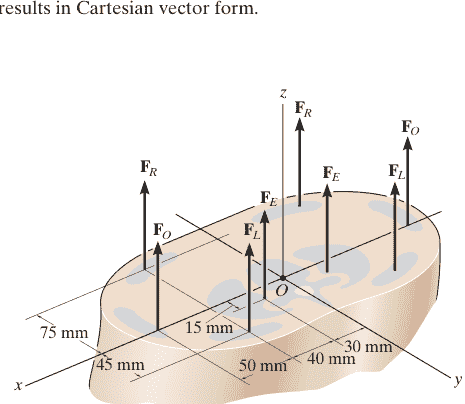 results in Cartesian vector form.
z
F_R
F_O
F_R
F_E
F_L
F_E
F_O
F_L
O
15 mm
75 mm
30 mm
45 mm
50 mm
40 mm
x
y